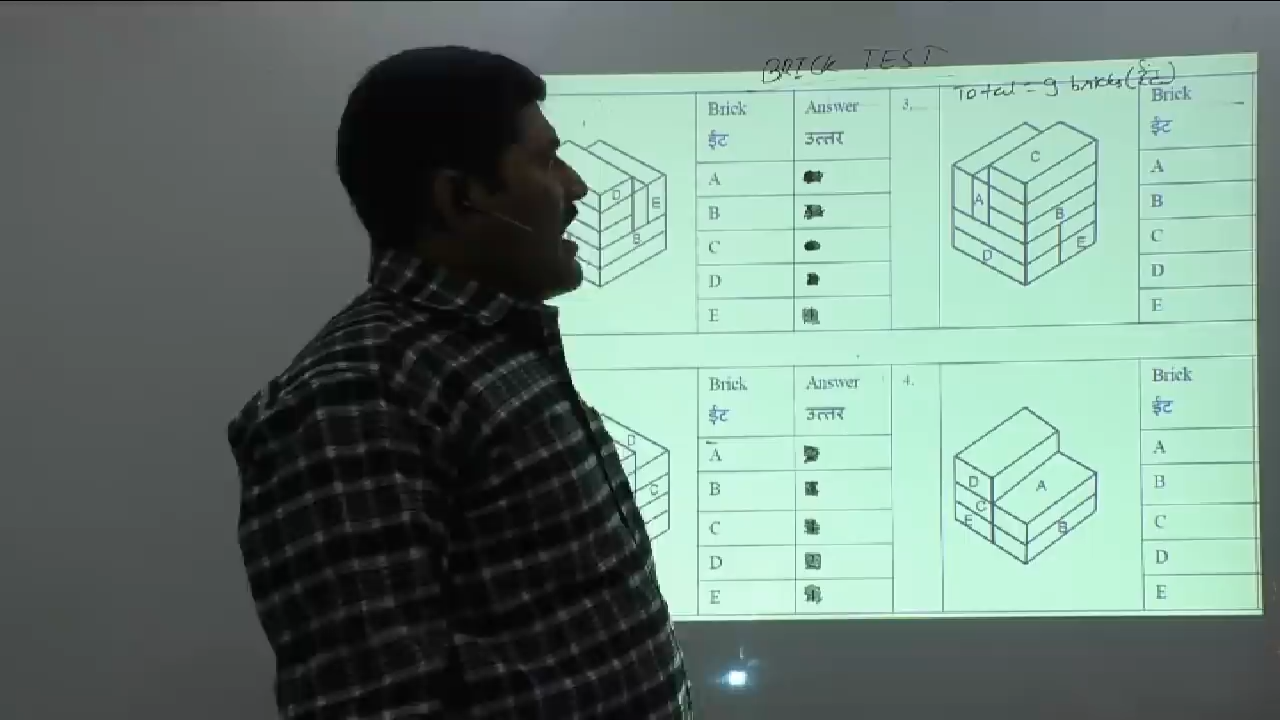 BRICK TEST
Total = 9 bricks (ईंट)
Brick Answer 3. Brick
ईंट उत्तर ईंट
A A
B B
C C
D D
E E
D E B
C A B D E
Brick Answer 4. Brick
ईंट उत्तर ईंट
A A
B B
C C
D D
E E
D C
D A C E B